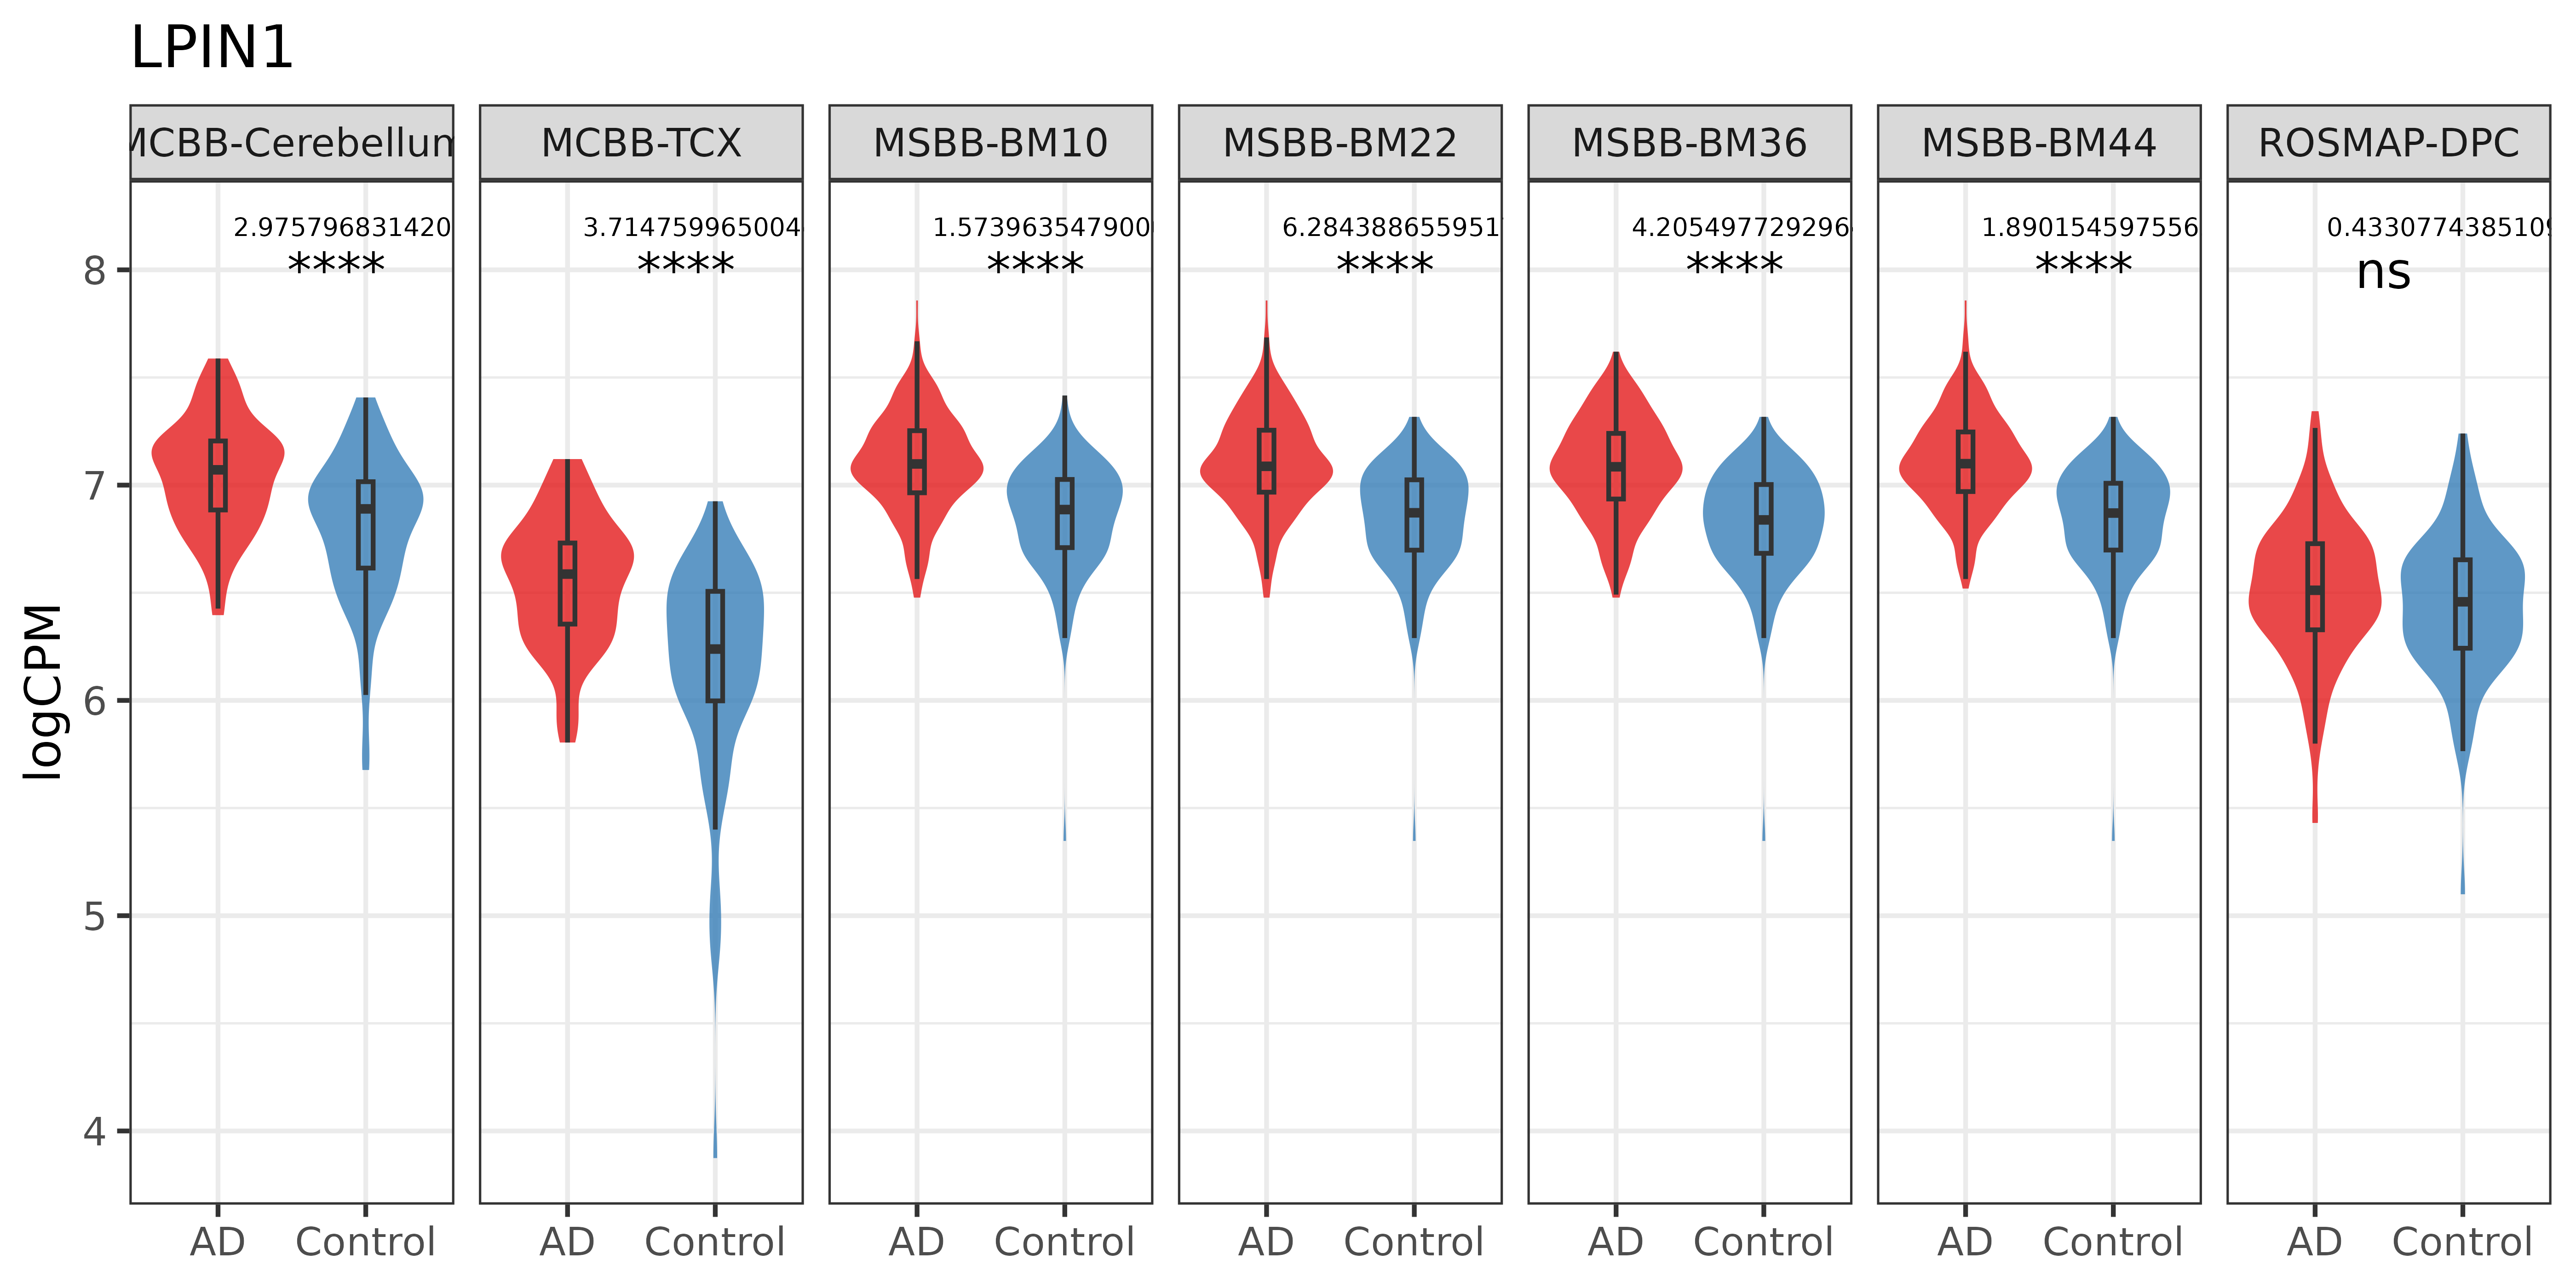 LPIN1
MCBB-Cerebellum MCBB-TCX MSBB-BM10 MSBB-BM22 MSBB-BM36 MSBB-BM44 ROSMAP-DPC
2.975796831420 3.714759965004 1.573963547900 6.284388655951 4.205497729296 1.890154597556 0.433077438510
**** **** **** **** **** **** ns
8
7
6
5
4
logCPM
AD Control AD Control AD Control AD Control AD Control AD Control AD Control